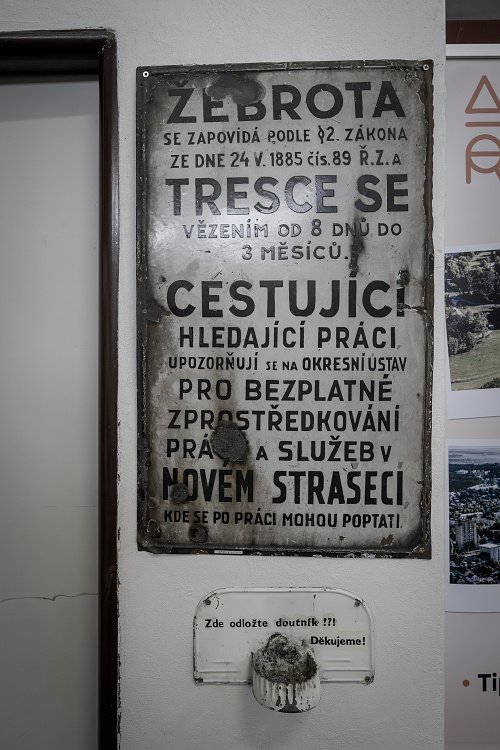 ŽEBROTA
SE ZAPOVÍDÁ PODLE §2. ZÁKONA
ZE DNE 24 V. 1885 čís. 89 Ř.Z. A
TRESCE SE
VĚZENÍM OD 8 DNŮ DO
3 MĚSÍCŮ.
CESTUJÍCÍ
HLEDAJÍCÍ PRÁCI
UPOZORŇUJÍ SE NA OKRESNÍ ÚSTAV
PRO BEZPLATNÉ
ZPROSTŘEDKOVÁNÍ
A SLUŽEB V
NOVÉM STRASECÍ
KDE SE PO PRÁCI MOHOU POPTATI.
Zde odložte doutník !?!
Děkujeme!